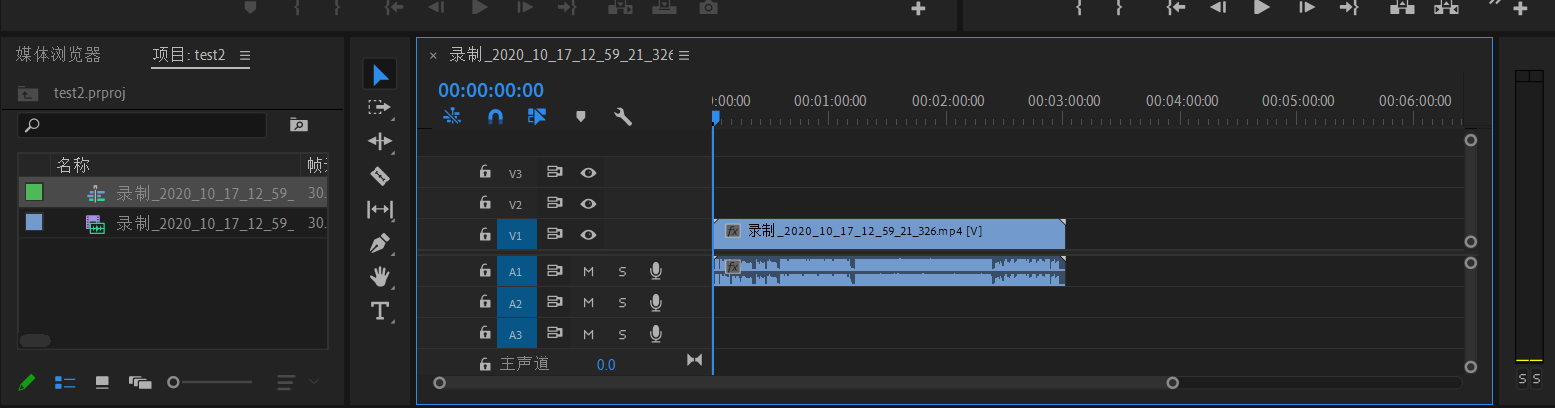 媒体浏览器 项目: test2
test2.prproj
名称 帧
录制_2020_10_17_12_59_ 30.
录制_2020_10_17_12_59_ 30.
T
× 录制_2020_10_17_12_59_21_326
00:00:00:00
:00:00 00:01:00:00 00:02:00:00 00:03:00:00 00:04:00:00 00:05:00:00 00:06:00:00
V3
V2
V1 fx 录制_2020_10_17_12_59_21_326.mp4 [V]
A1 M S fx
A2 M S
A3 M S
主声道 0.0
S S